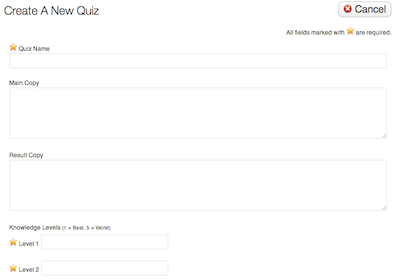 Create A New Quiz
Cancel
All fields marked with are required.
Quiz Name
Main Copy
Result Copy
Knowledge Levels (1 = Best, 5 = Worst)
Level 1
Level 2